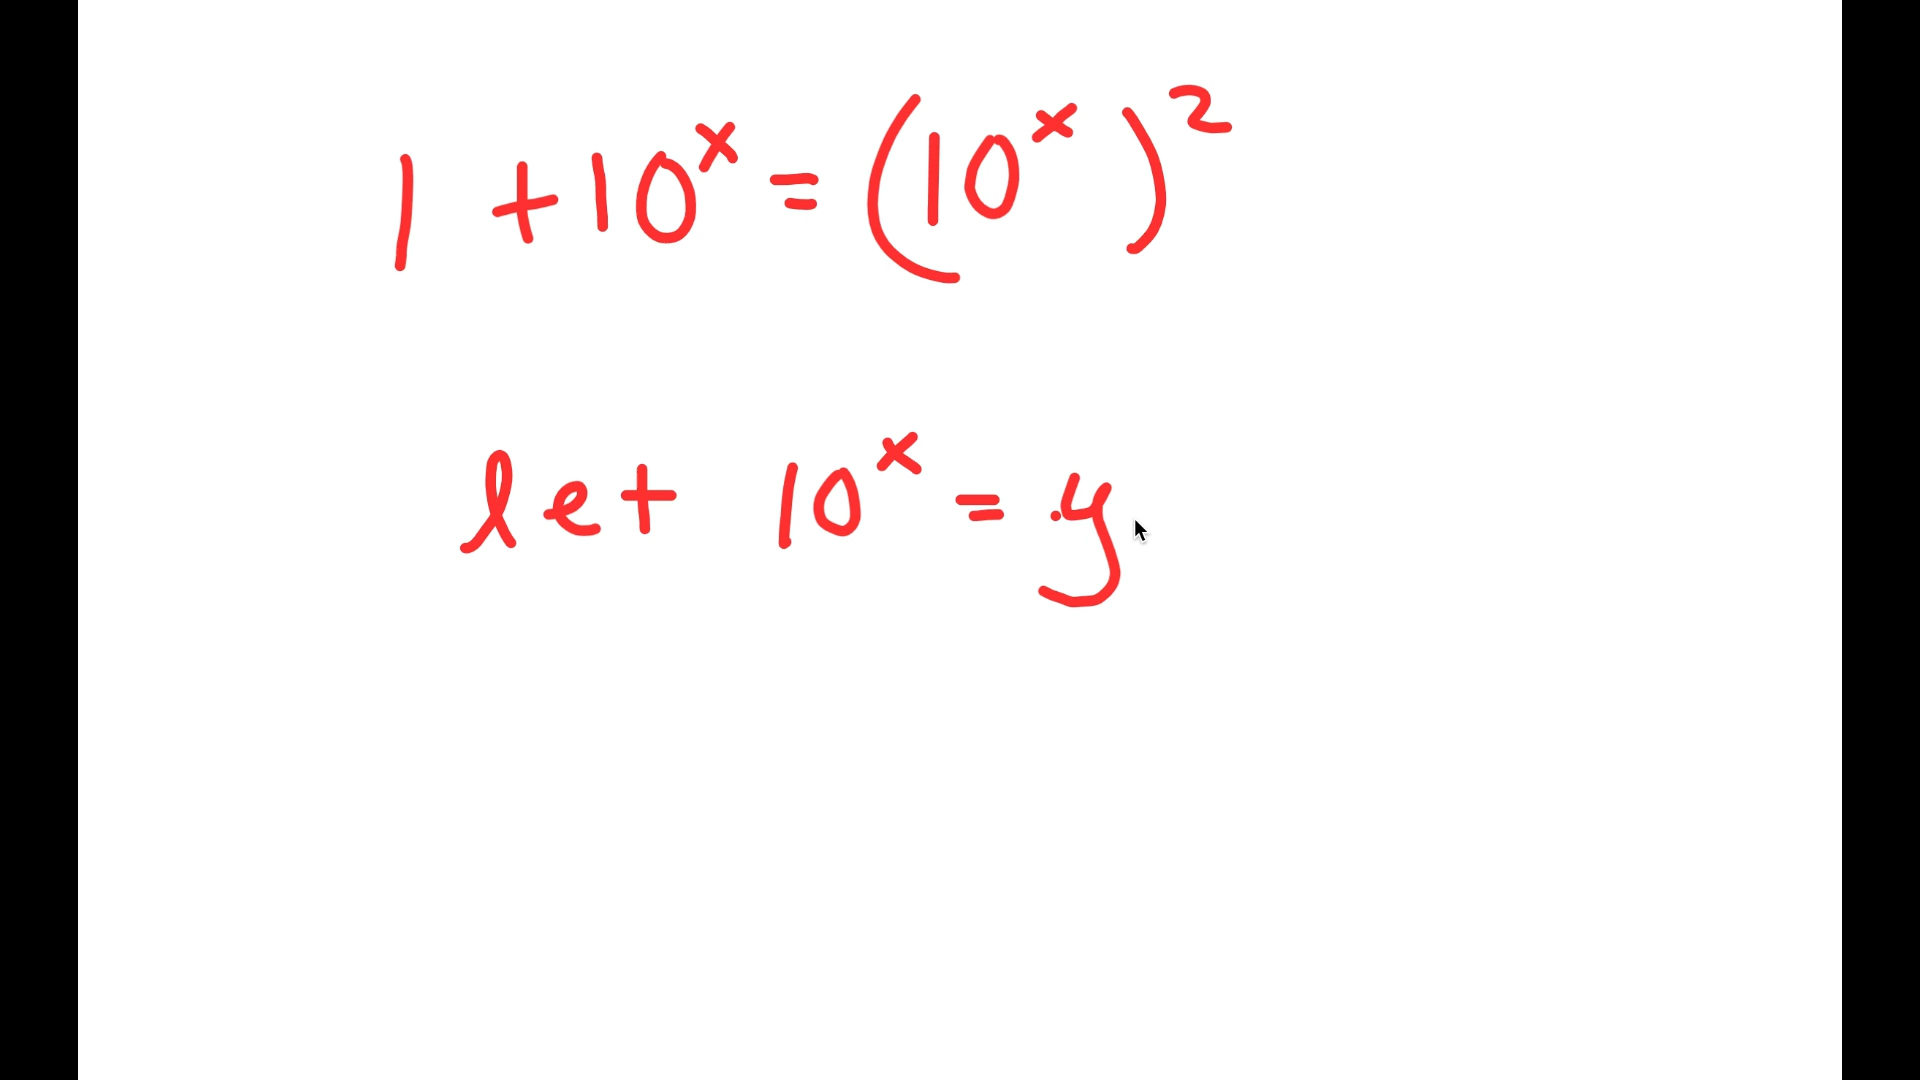 1 + 10^x = (10^x)^2
let 10^x = y